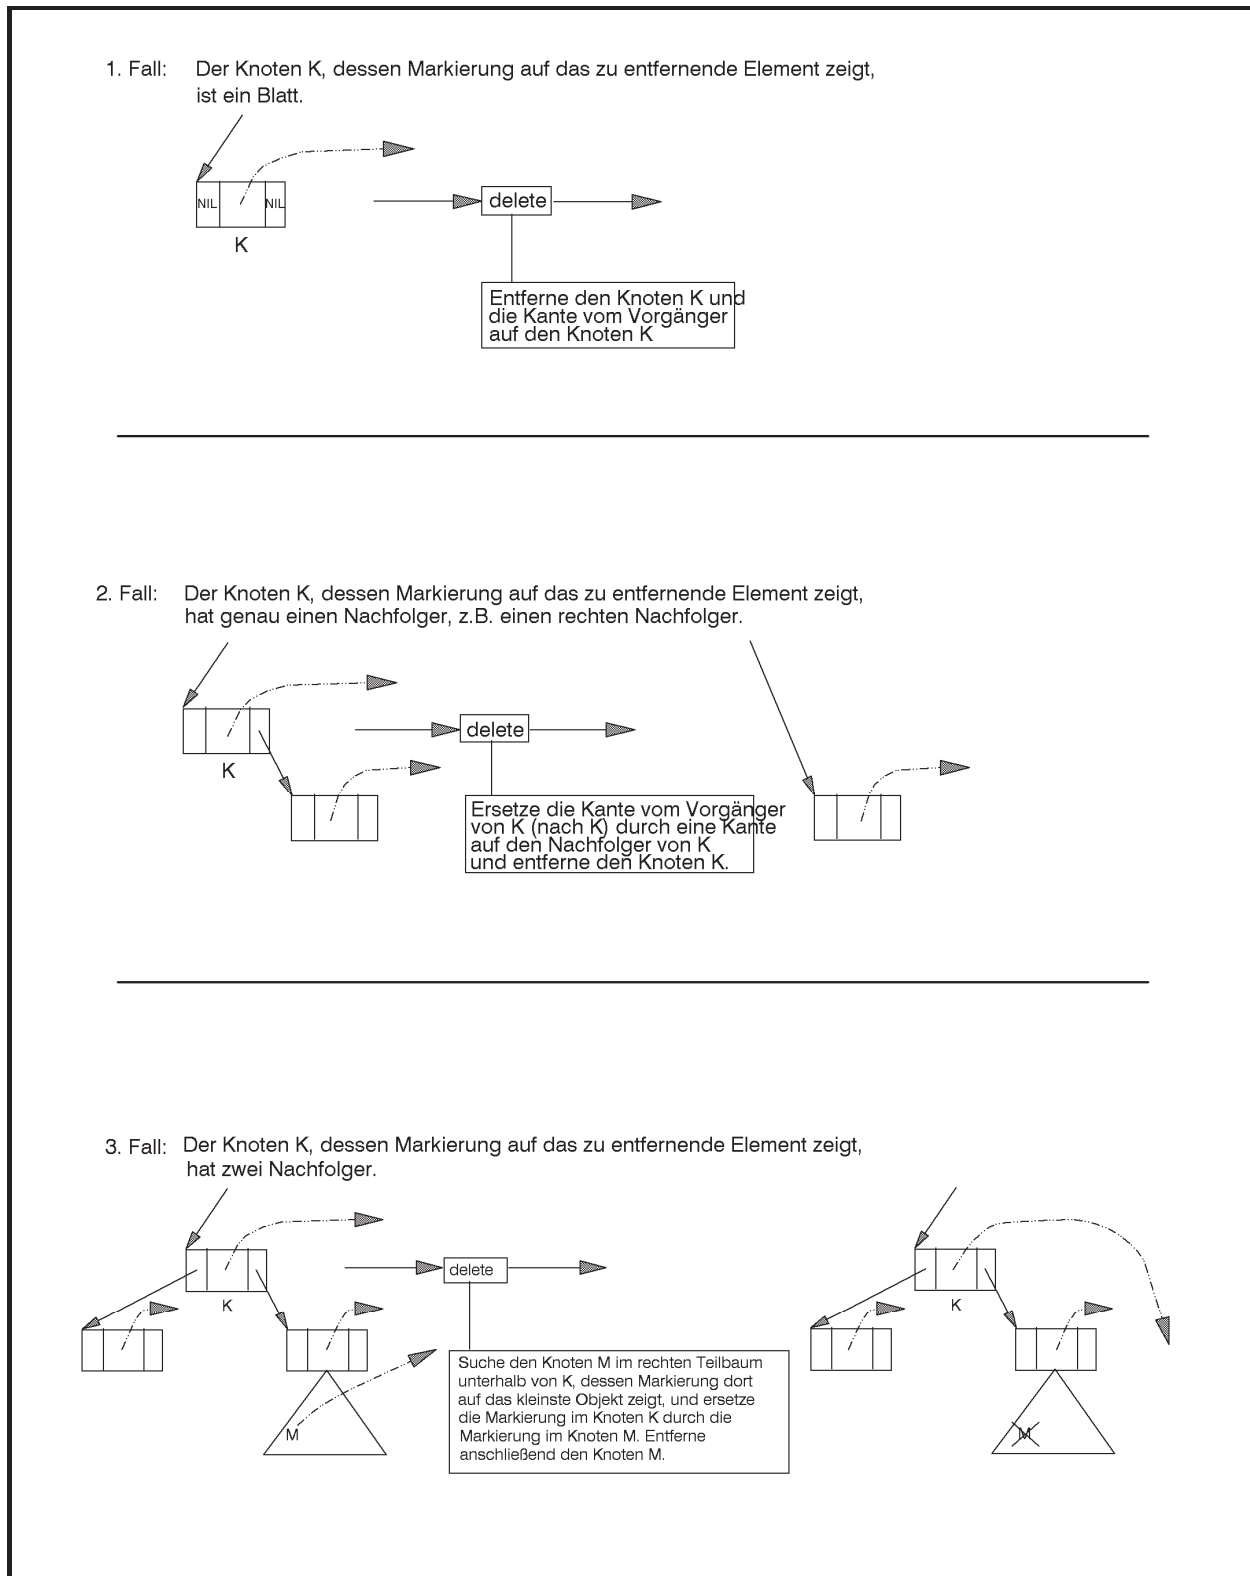 1. Fall: Der Knoten K, dessen Markierung auf das zu entfernende Element zeigt,
ist ein Blatt.
NIL NIL
K
delete
Entferne den Knoten K und
die Kante vom Vorgänger
auf den Knoten K
2. Fall: Der Knoten K, dessen Markierung auf das zu entfernende Element zeigt,
hat genau einen Nachfolger, z.B. einen rechten Nachfolger.
K
delete
Ersetze die Kante vom Vorgänger
von K (nach K) durch eine Kante
auf den Nachfolger von K
und entferne den Knoten K.
3. Fall: Der Knoten K, dessen Markierung auf das zu entfernende Element zeigt,
hat zwei Nachfolger.
K
M
delete
Suche den Knoten M im rechten Teilbaum
unterhalb von K, dessen Markierung dort
auf das kleinste Objekt zeigt, und ersetze
die Markierung im Knoten K durch die
Markierung im Knoten M. Entferne
anschließend den Knoten M.
K
M